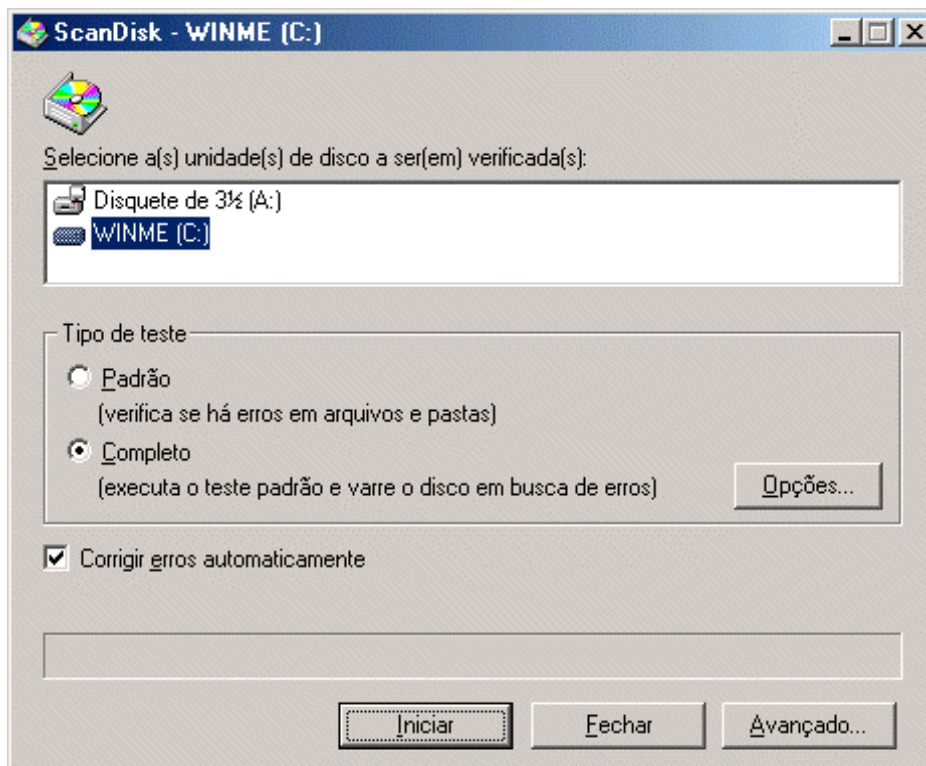 ScanDisk - WINME (C:)
Selecione a(s) unidade(s) de disco a ser(em) verificada(s):
Disquete de 3½ (A:)
WINME (C:)
Tipo de teste
Padrão
(verifica se há erros em arquivos e pastas)
Completo
(executa o teste padrão e varre o disco em busca de erros)
Opções...
Corrigir erros automaticamente
Iniciar
Fechar
Avançado...